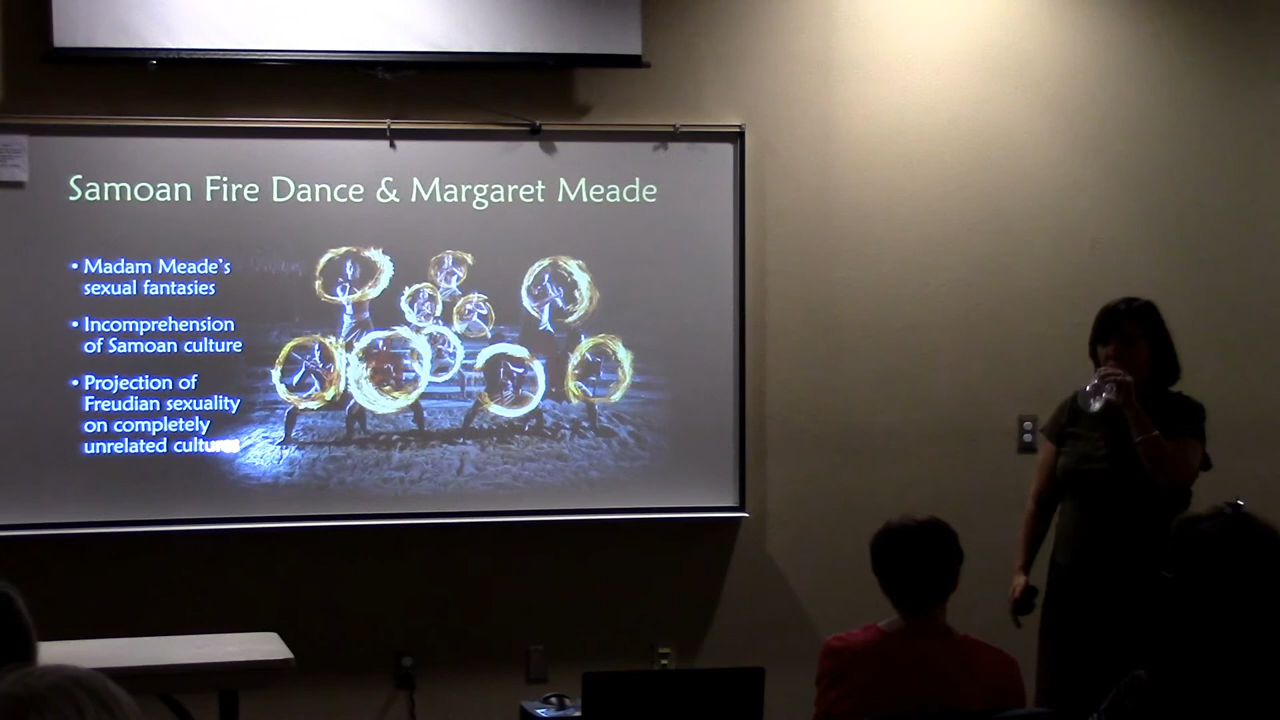 Samoan Fire Dance & Margaret Meade
• Madam Meade's
sexual fantasies
• Incomprehension
of Samoan culture
• Projection of
Freudian sexuality
on completely
unrelated cultures